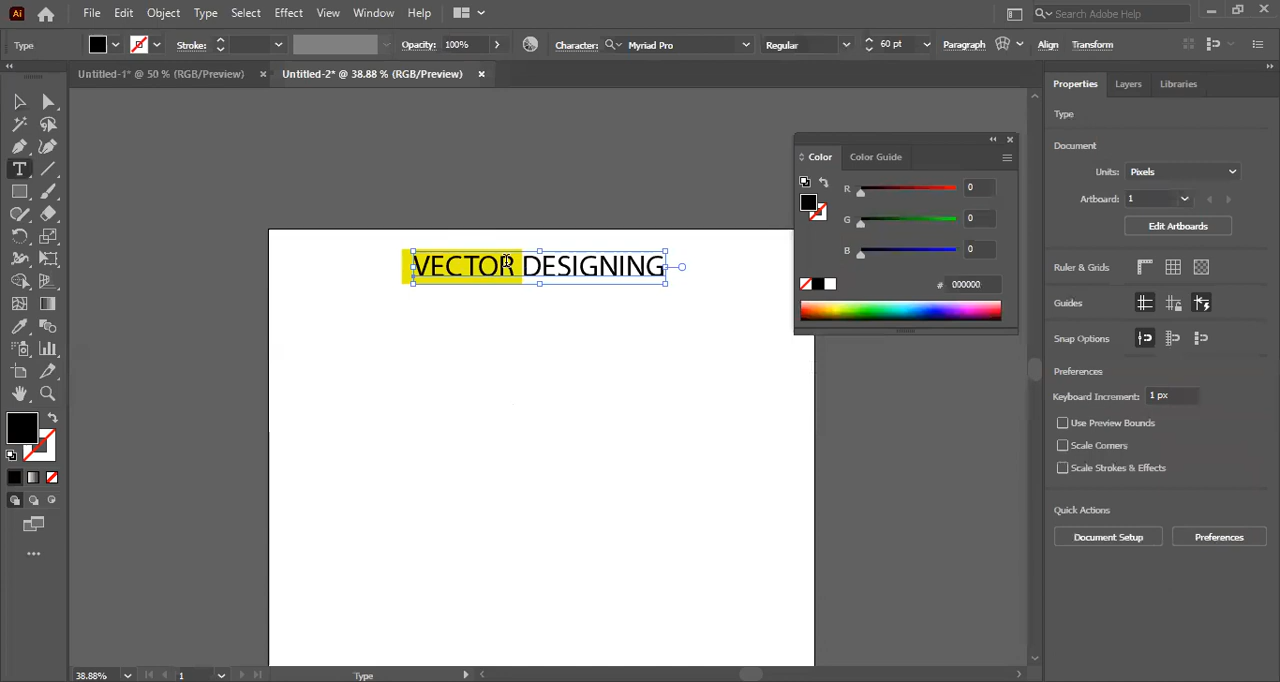 Ai File Edit Object Type Select Effect View Window Help Search Adobe Help
Type Stroke: Opacity: 100% Character: Myriad Pro Regular 60 pt Paragraph Align Transform
Untitled-1* @ 50 % (RGB/Preview) Untitled-2* @ 38.88 % (RGB/Preview)
Properties Layers Libraries
Type
Document
Units: Pixels
Artboard: 1
Edit Artboards
Ruler & Grids
Guides
Snap Options
Preferences
Keyboard Increment: 1 px
Use Preview Bounds
Scale Corners
Scale Strokes & Effects
Quick Actions
Document Setup Preferences
Color Color Guide
R 0
G 0
B 0
# 000000
VECTOR DESIGNING
38.88% 1 Type